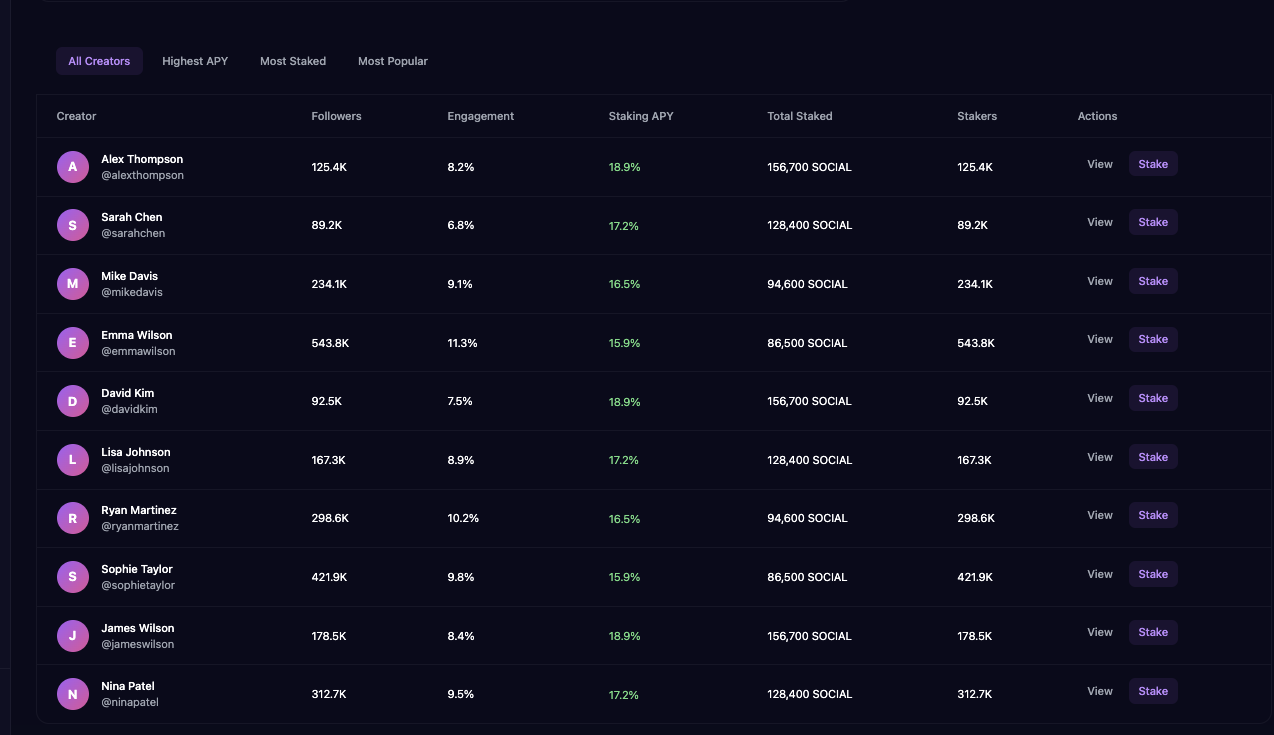 All Creators Highest APY Most Staked Most Popular
Creator Followers Engagement Staking APY Total Staked Stakers Actions
A Alex Thompson @alexthompson 125.4K 8.2% 18.9% 156,700 SOCIAL 125.4K View Stake
S Sarah Chen @sarahchen 89.2K 6.8% 17.2% 128,400 SOCIAL 89.2K View Stake
M Mike Davis @mikedavis 234.1K 9.1% 16.5% 94,600 SOCIAL 234.1K View Stake
E Emma Wilson @emmawilson 543.8K 11.3% 15.9% 86,500 SOCIAL 543.8K View Stake
D David Kim @davidkim 92.5K 7.5% 18.9% 156,700 SOCIAL 92.5K View Stake
L Lisa Johnson @lisajohnson 167.3K 8.9% 17.2% 128,400 SOCIAL 167.3K View Stake
R Ryan Martinez @ryanmartinez 298.6K 10.2% 16.5% 94,600 SOCIAL 298.6K View Stake
S Sophie Taylor @sophietaylor 421.9K 9.8% 15.9% 86,500 SOCIAL 421.9K View Stake
J James Wilson @jameswilson 178.5K 8.4% 18.9% 156,700 SOCIAL 178.5K View Stake
N Nina Patel @ninapatel 312.7K 9.5% 17.2% 128,400 SOCIAL 312.7K View Stake